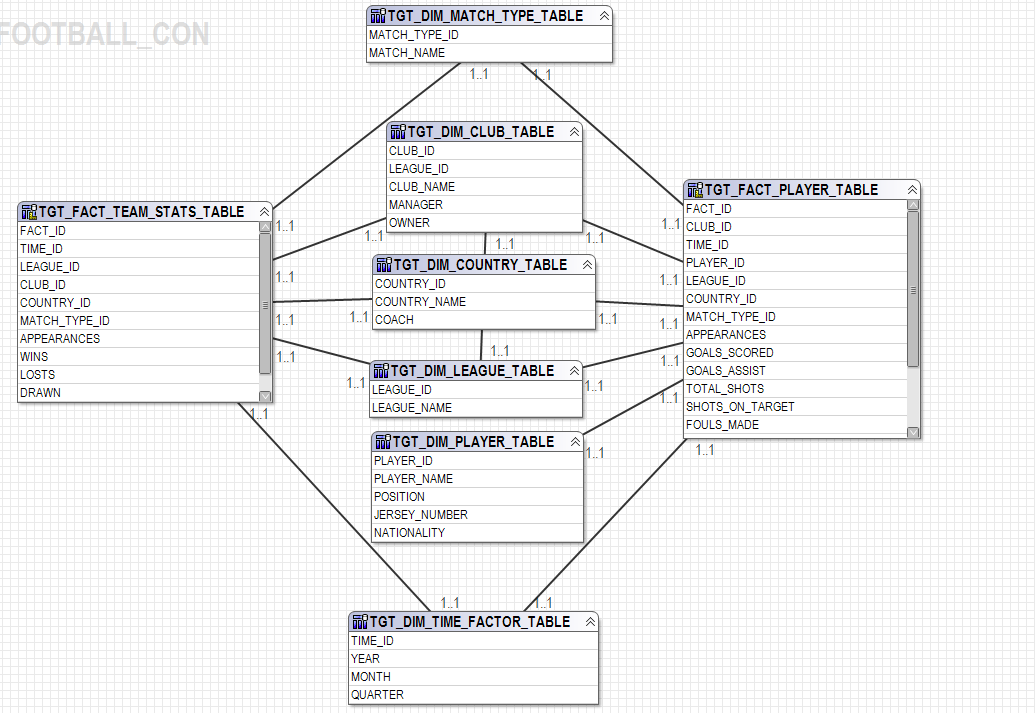 FOOTBALL_CON
TGT_DIM_MATCH_TYPE_TABLE
MATCH_TYPE_ID
MATCH_NAME
1..1
1..1
TGT_DIM_CLUB_TABLE
CLUB_ID
LEAGUE_ID
CLUB_NAME
MANAGER
OWNER
1..1
1..1
1..1
TGT_FACT_TEAM_STATS_TABLE
FACT_ID
TIME_ID
LEAGUE_ID
CLUB_ID
COUNTRY_ID
MATCH_TYPE_ID
APPEARANCES
WINS
LOSTS
DRAWN
1..1
1..1
1..1
1..1
1..1
TGT_FACT_PLAYER_TABLE
FACT_ID
CLUB_ID
TIME_ID
PLAYER_ID
LEAGUE_ID
COUNTRY_ID
MATCH_TYPE_ID
APPEARANCES
GOALS_SCORED
GOALS_ASSIST
TOTAL_SHOTS
SHOTS_ON_TARGET
FOULS_MADE
1..1
1..1
1..1
1..1
1..1
1..1
TGT_DIM_COUNTRY_TABLE
COUNTRY_ID
COUNTRY_NAME
COACH
1..1
1..1
1..1
TGT_DIM_LEAGUE_TABLE
LEAGUE_ID
LEAGUE_NAME
1..1
1..1
TGT_DIM_PLAYER_TABLE
PLAYER_ID
PLAYER_NAME
POSITION
JERSEY_NUMBER
NATIONALITY
1..1
1..1
1..1
TGT_DIM_TIME_FACTOR_TABLE
TIME_ID
YEAR
MONTH
QUARTER